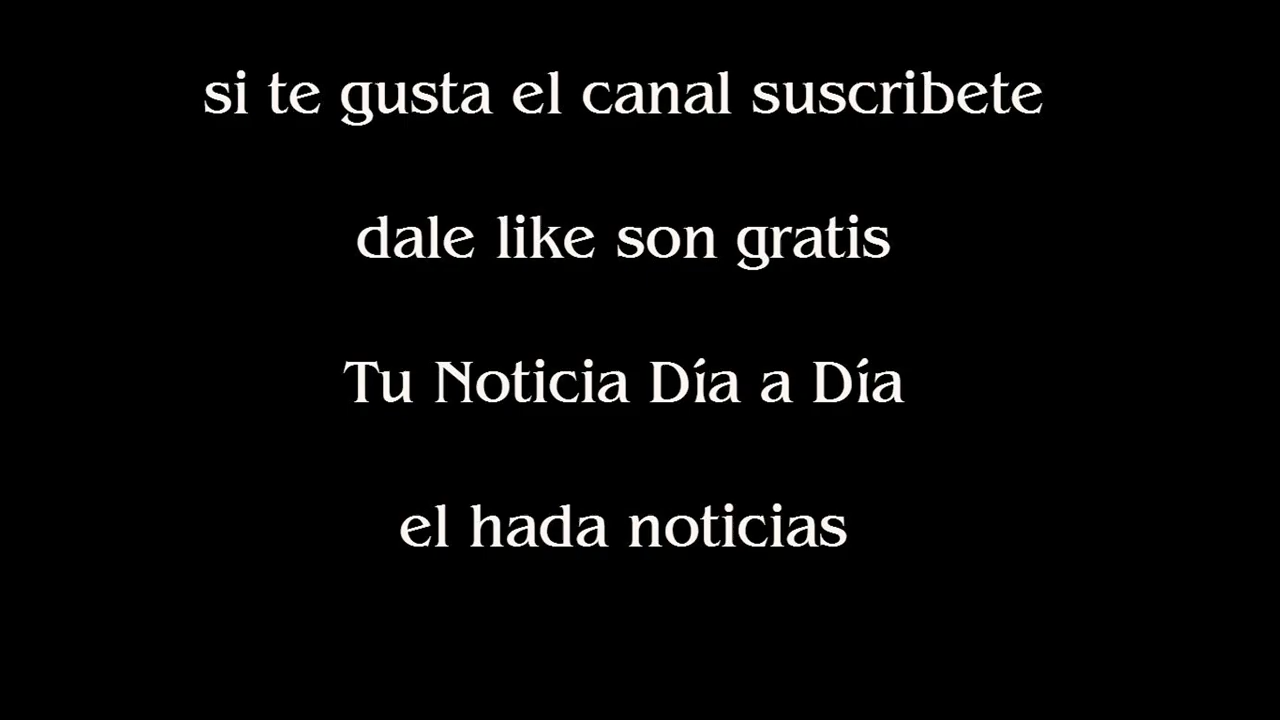 si te gusta el canal suscribete
dale like son gratis
Tu Noticia Día a Día
el hada noticias